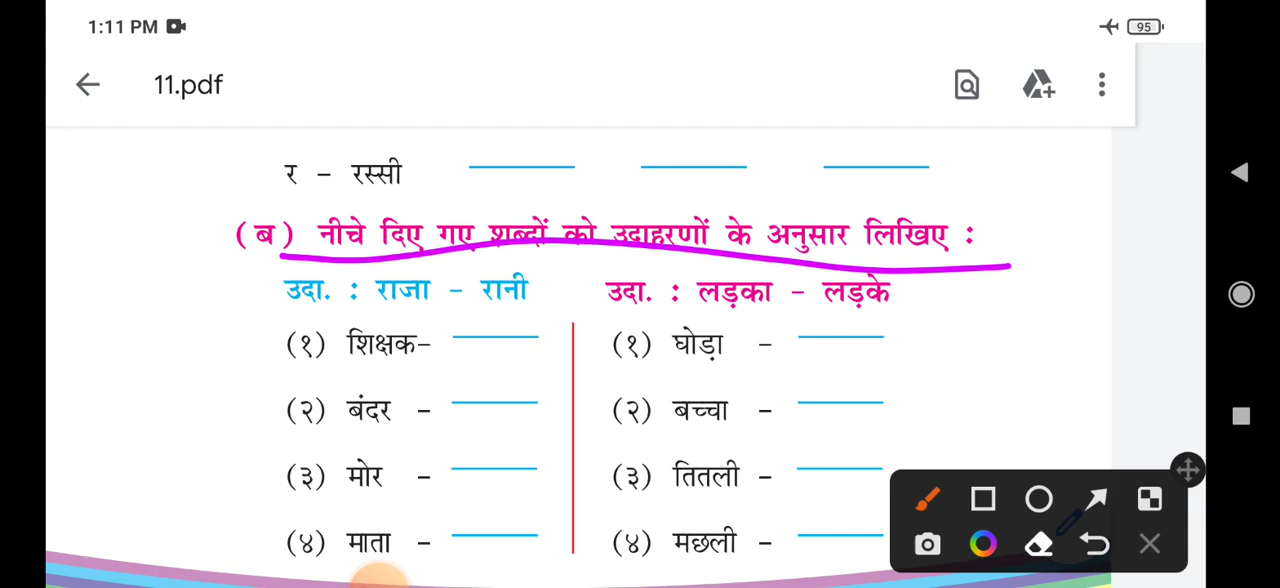 1:11 PM 95
11.pdf
र - रस्सी
(ब) नीचे दिए गए शब्दों को उदाहरणों के अनुसार लिखिए :
उदा. : राजा - रानी उदा. : लड़का - लड़के
(१) शिक्षक- (१) घोड़ा -
(२) बंदर - (२) बच्चा -
(३) मोर - (३) तितली -
(४) माता - (४) मछली -